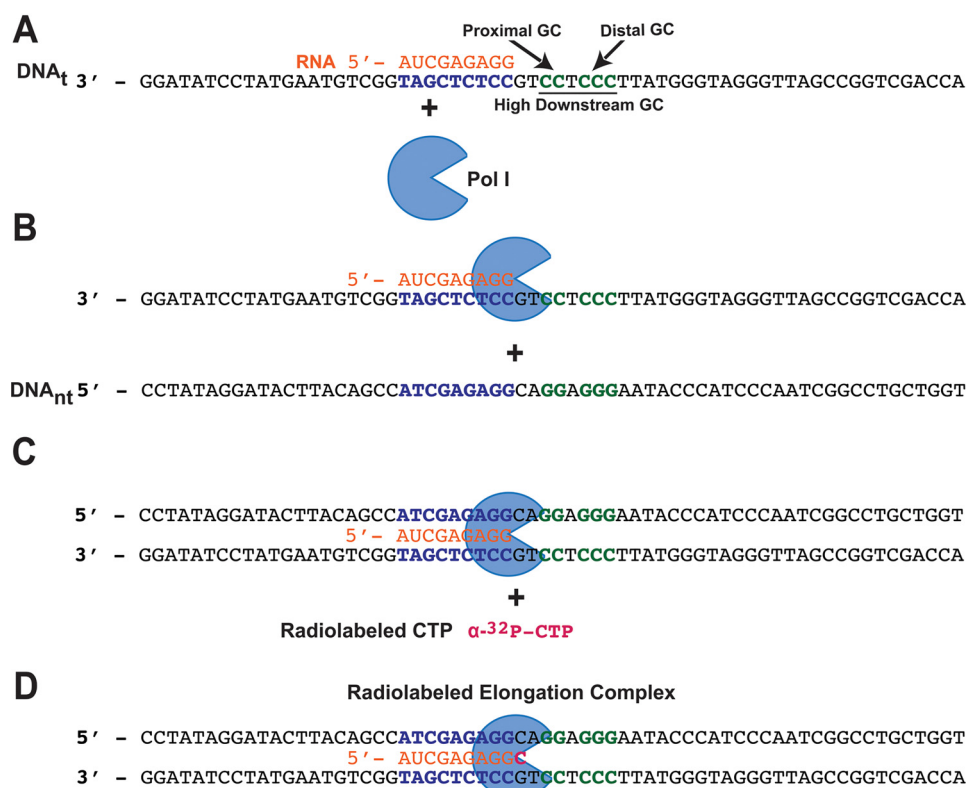 A
Proximal GC Distal GC
RNA 5′– AUCGAGAGG
DNAt 3′ – GGATATCCTATGAATGTCGGTAGCTCTCCGTCCTCCCTTATGGGTAGGGTTAGCCGGTCGACCA
+ High Downstream GC
Pol I
B
5′– AUCGAGAGG
3′ – GGATATCCTATGAATGTCGGTAGCTCTCCGTCCTCCCTTATGGGTAGGGTTAGCCGGTCGACCA
+
DNAnt 5′ – CCTATAGGATACTTACAGCCATCGAGAGGCAGGAGGGAATACCCATCCCAATCGGCCTGCTGGT
C
5′ – CCTATAGGATACTTACAGCCATCGAGAGGCAGGAGGGAATACCCATCCCAATCGGCCTGCTGGT
5′– AUCGAGAGG
3′ – GGATATCCTATGAATGTCGGTAGCTCTCCGTCCTCCCTTATGGGTAGGGTTAGCCGGTCGACCA
+
Radiolabeled CTP α-32P–CTP
D
Radiolabeled Elongation Complex
5′ – CCTATAGGATACTTACAGCCATCGAGAGGCAGGAGGGAATACCCATCCCAATCGGCCTGCTGGT
5′– AUCGAGAGGC
3′ – GGATATCCTATGAATGTCGGTAGCTCTCCGTCCTCCCTTATGGGTAGGGTTAGCCGGTCGACCA